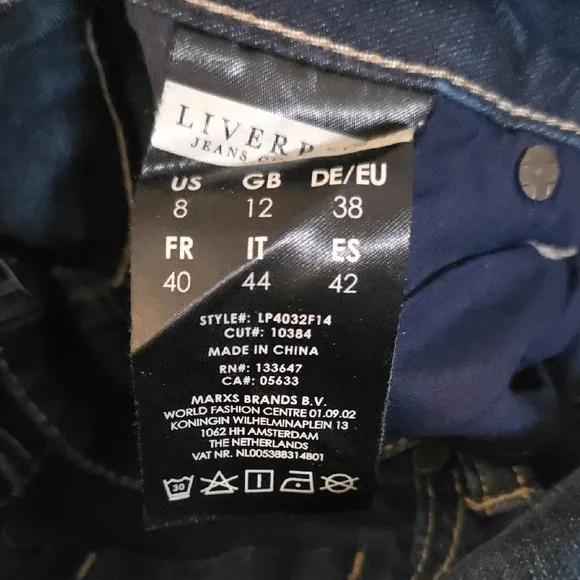 JEANS
US GB DE/EU
8 12 38
FR IT ES
40 44 42
STYLE#: LP4032F14
CUT#: 10384
MADE IN CHINA
RN#: 133647
CA#: 05633
MARXS BRANDS B.V.
WORLD FASHION CENTRE 01.09.02
KONINGIN WILHELMINAPLEIN 13
1062 HH AMSTERDAM
THE NETHERLANDS
VAT NR. NL005388314B01
30